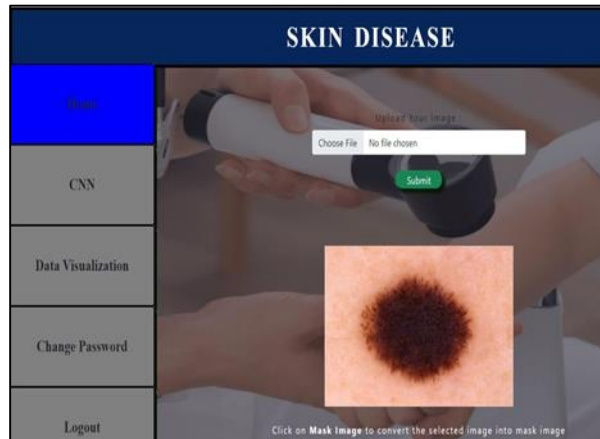 SKIN DISEASE
Home
Upload Your Image :
Choose File No file chosen
CNN
Submit
Data Visualization
Change Password
Logout
Click on Mask Image to convert the selected image into mask image